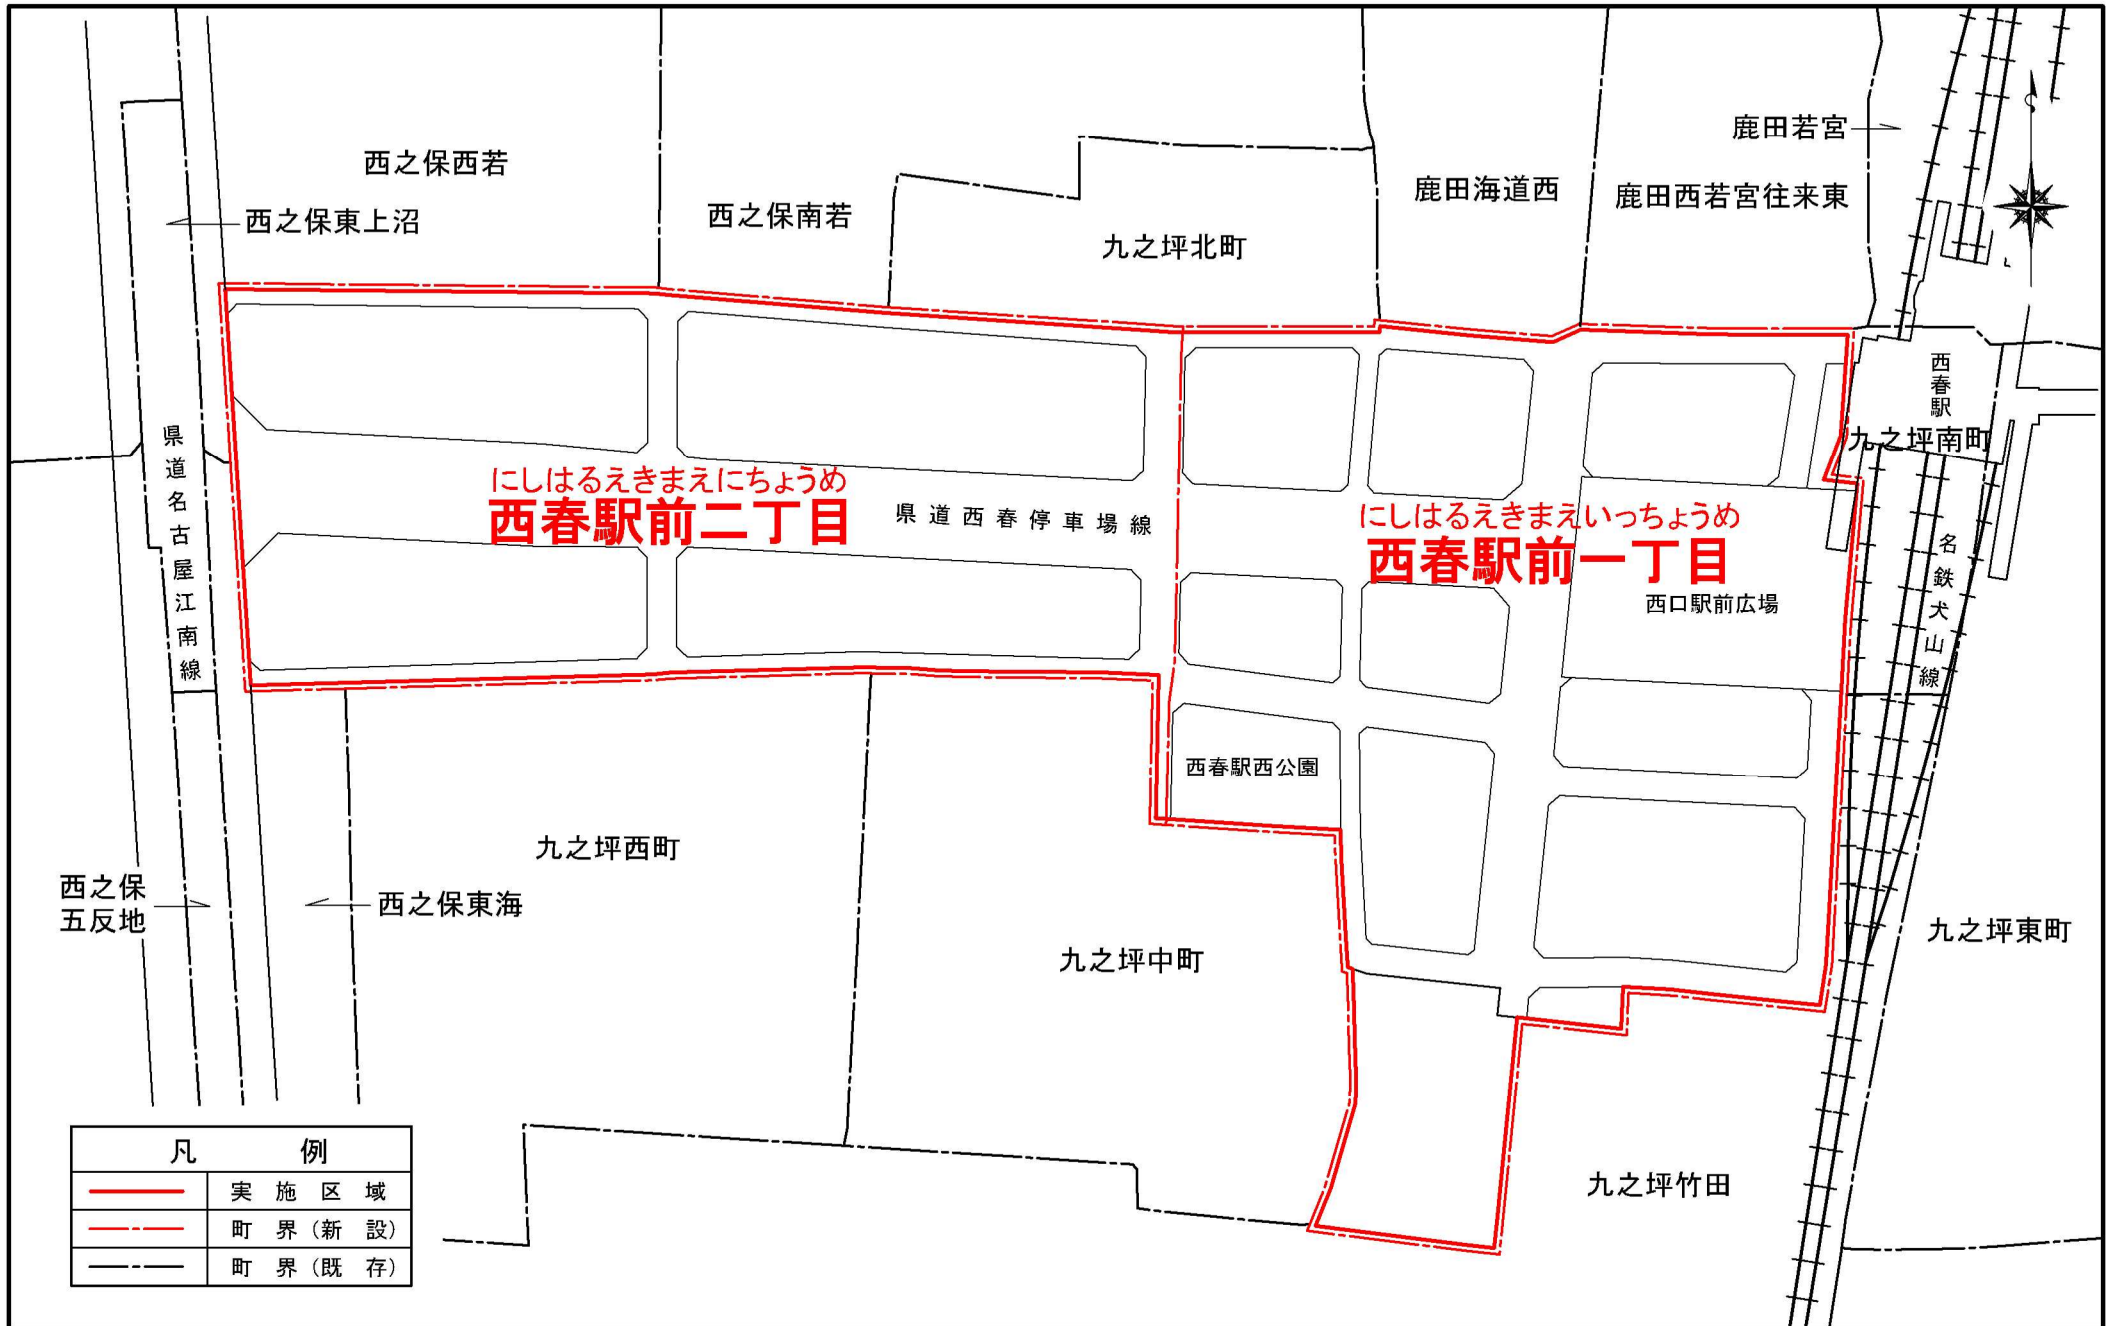 鹿田若宮
西之保西若
鹿田海道西
鹿田西若宮往来東
西之保東上沼
西之保南若
九之坪北町
西春駅
九之坪南町
県道名古屋江南線
にしはるえきまえにちょうめ
西春駅前二丁目
県道西春停車場線
にしはるえきまえいっちょうめ
西春駅前一丁目
西口駅前広場
名鉄犬山線
西春駅西公園
九之坪西町
西之保
五反地
西之保東海
九之坪中町
九之坪東町
九之坪竹田
凡例
実施区域
町界(新設)
町界(既存)